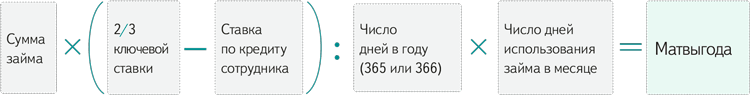 Сумма
займа
×
(
2/3
ключевой
ставки
—
Ставка
по кредиту
сотрудника
)
:
Число
дней в году
(365 или 366)
×
Число дней
использования
займа в месяце
=
Матвыгода